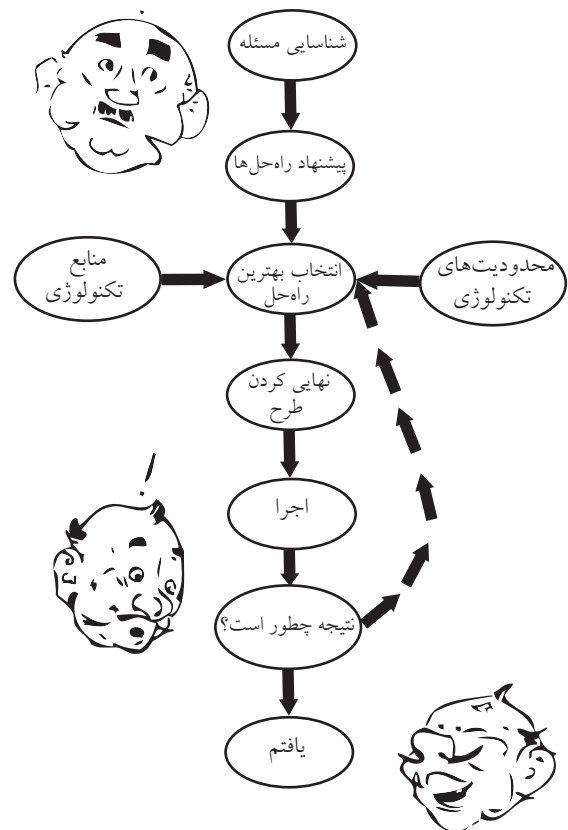 شناسایی مسئله
پیشنهاد راه‌حل‌ها
انتخاب بهترین
راه‌حل
محدودیت‌های
تکنولوژی
منابع
تکنولوژی
نهایی کردن
طرح
اجرا
!
نتیجه چطور است؟
یافتم